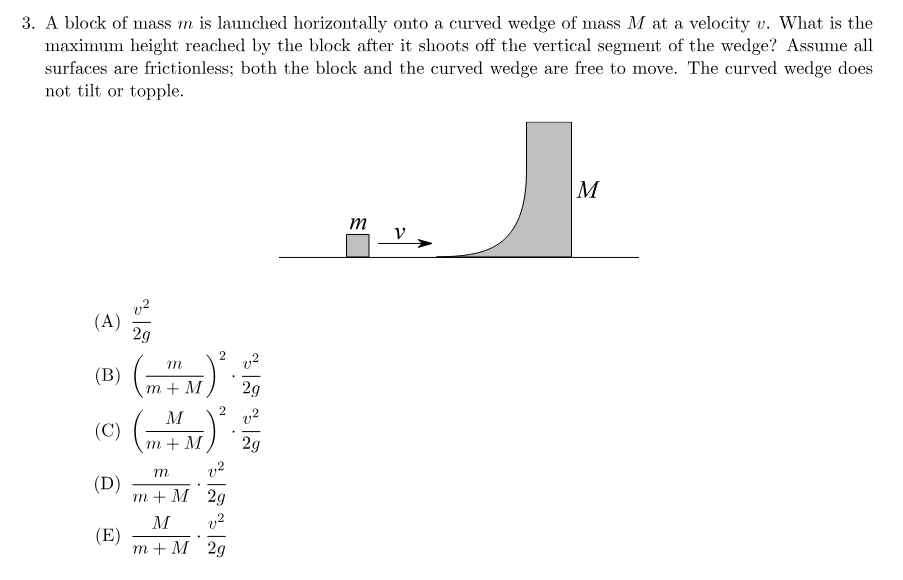 3. A block of mass m is launched horizontally onto a curved wedge of mass M at a velocity v. What is the
maximum height reached by the block after it shoots off the vertical segment of the wedge? Assume all
surfaces are frictionless; both the block and the curved wedge are free to move. The curved wedge does
not tilt or topple.
m
v
M
(A) \frac{v^2}{2g}
(B) \left(\frac{m}{m+M}\right)^2 \cdot \frac{v^2}{2g}
(C) \left(\frac{M}{m+M}\right)^2 \cdot \frac{v^2}{2g}
(D) \frac{m}{m+M} \cdot \frac{v^2}{2g}
(E) \frac{M}{m+M} \cdot \frac{v^2}{2g}